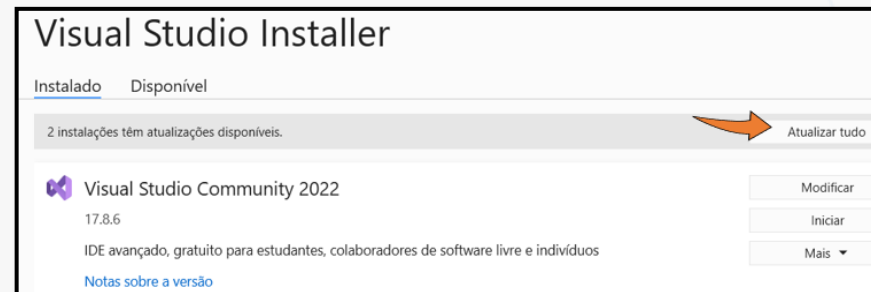 Visual Studio Installer
Instalado Disponível
2 instalações têm atualizações disponíveis. Atualizar tudo
Visual Studio Community 2022 Modificar
17.8.6 Iniciar
IDE avançado, gratuito para estudantes, colaboradores de software livre e indivíduos Mais
Notas sobre a versão